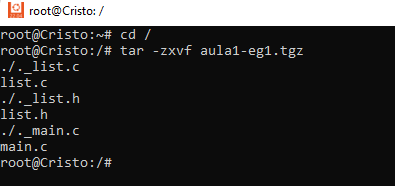 root@Cristo: /
root@Cristo:~# cd /
root@Cristo:/# tar -zxvf aula1-eg1.tgz
./._list.c
list.c
./._list.h
list.h
./._main.c
main.c
root@Cristo:/#